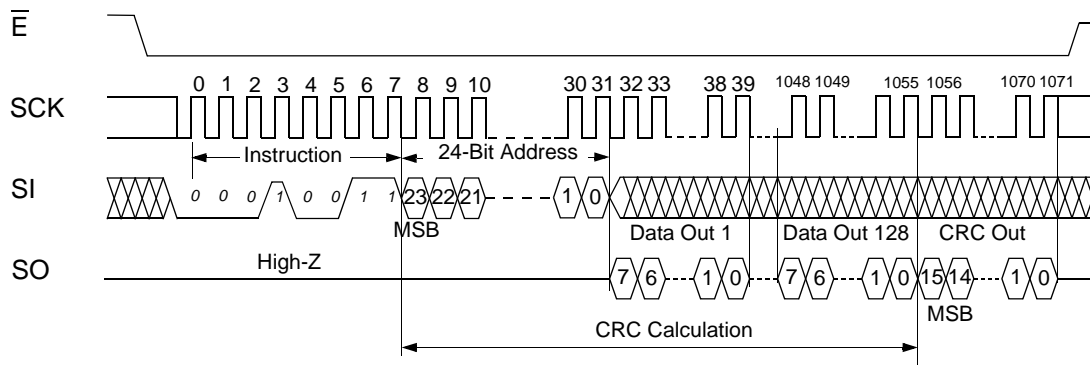 E
0 1 2 3 4 5 6 7 8 9 10 30 31 32 33 38 39 1048 1049 1055 1056 1070 1071
SCK
Instruction 24-Bit Address
SI 0 0 0 1 0 0 1 1 23 22 21 1 0
MSB Data Out 1 Data Out 128 CRC Out
High-Z
SO 7 6 1 0 7 6 1 0 15 14 1 0
MSB
CRC Calculation